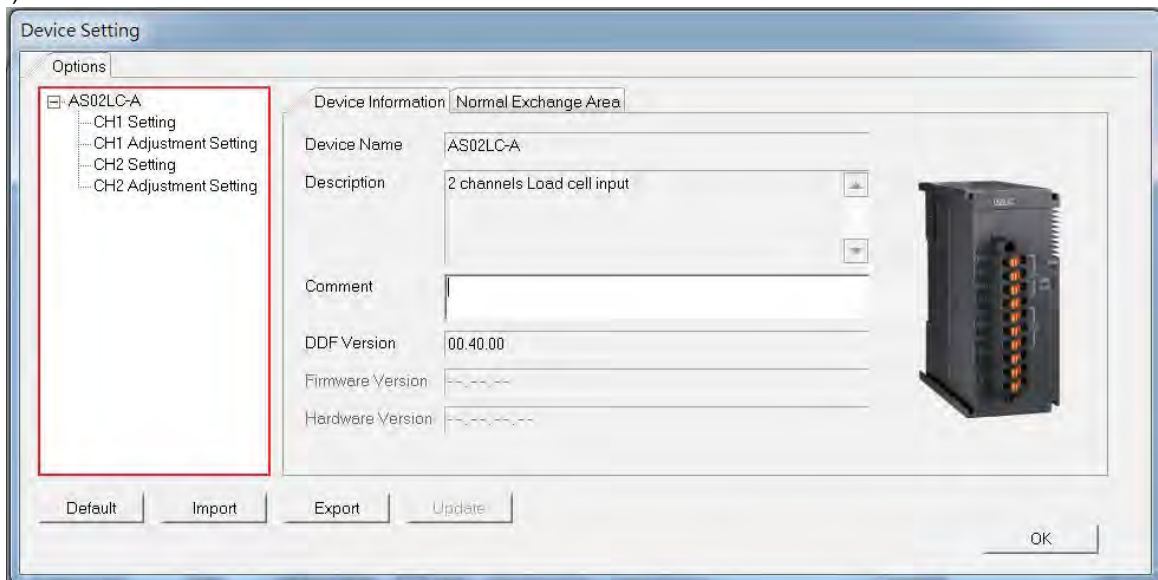 Device Setting
Options
AS02LC-A
CH1 Setting
CH1 Adjustment Setting
CH2 Setting
CH2 Adjustment Setting
Device Information Normal Exchange Area
Device Name AS02LC-A
Description 2 channels Load cell input
Comment
DDF Version 00.40.00
Firmware Version --.--.--
Hardware Version --.--.--.--
Default Import Export Update
OK